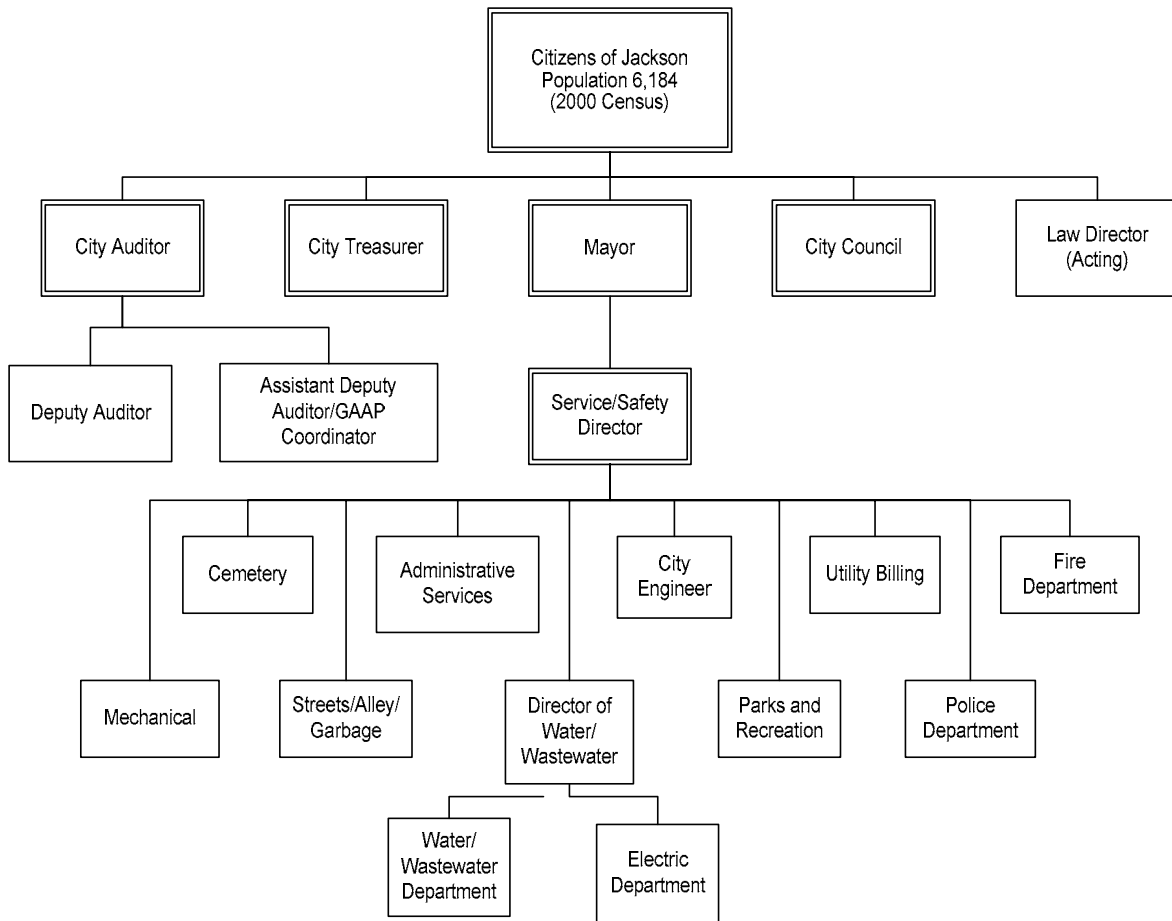 Citizens of Jackson
Population 6,184
(2000 Census)
City Auditor
City Treasurer
Mayor
City Council
Law Director
(Acting)
Deputy Auditor
Assistant Deputy
Auditor/GAAP
Coordinator
Service/Safety
Director
Cemetery
Administrative
Services
City
Engineer
Utility Billing
Fire
Department
Mechanical
Streets/Alley/
Garbage
Director of
Water/
Wastewater
Parks and
Recreation
Police
Department
Water/
Wastewater
Department
Electric
Department